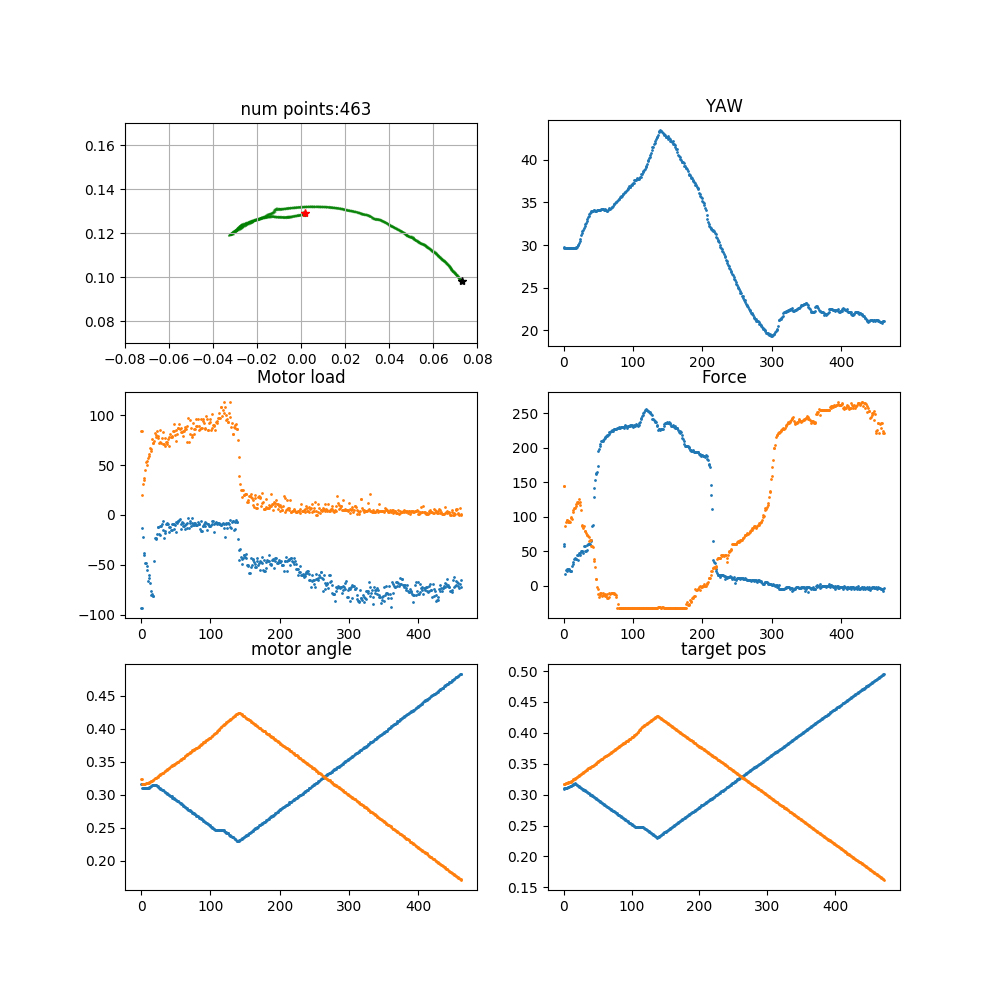 num points:463
0.16
0.14
0.12
0.10
0.08
−0.08 −0.06 −0.04 −0.02 0.00 0.02 0.04 0.06 0.08
YAW
40
35
30
25
20
0 100 200 300 400
Motor load
100
50
0
−50
−100
0 100 200 300 400
Force
250
200
150
100
50
0
0 100 200 300 400
motor angle
0.45
0.40
0.35
0.30
0.25
0.20
0 100 200 300 400
target pos
0.50
0.45
0.40
0.35
0.30
0.25
0.20
0.15
0 100 200 300 400